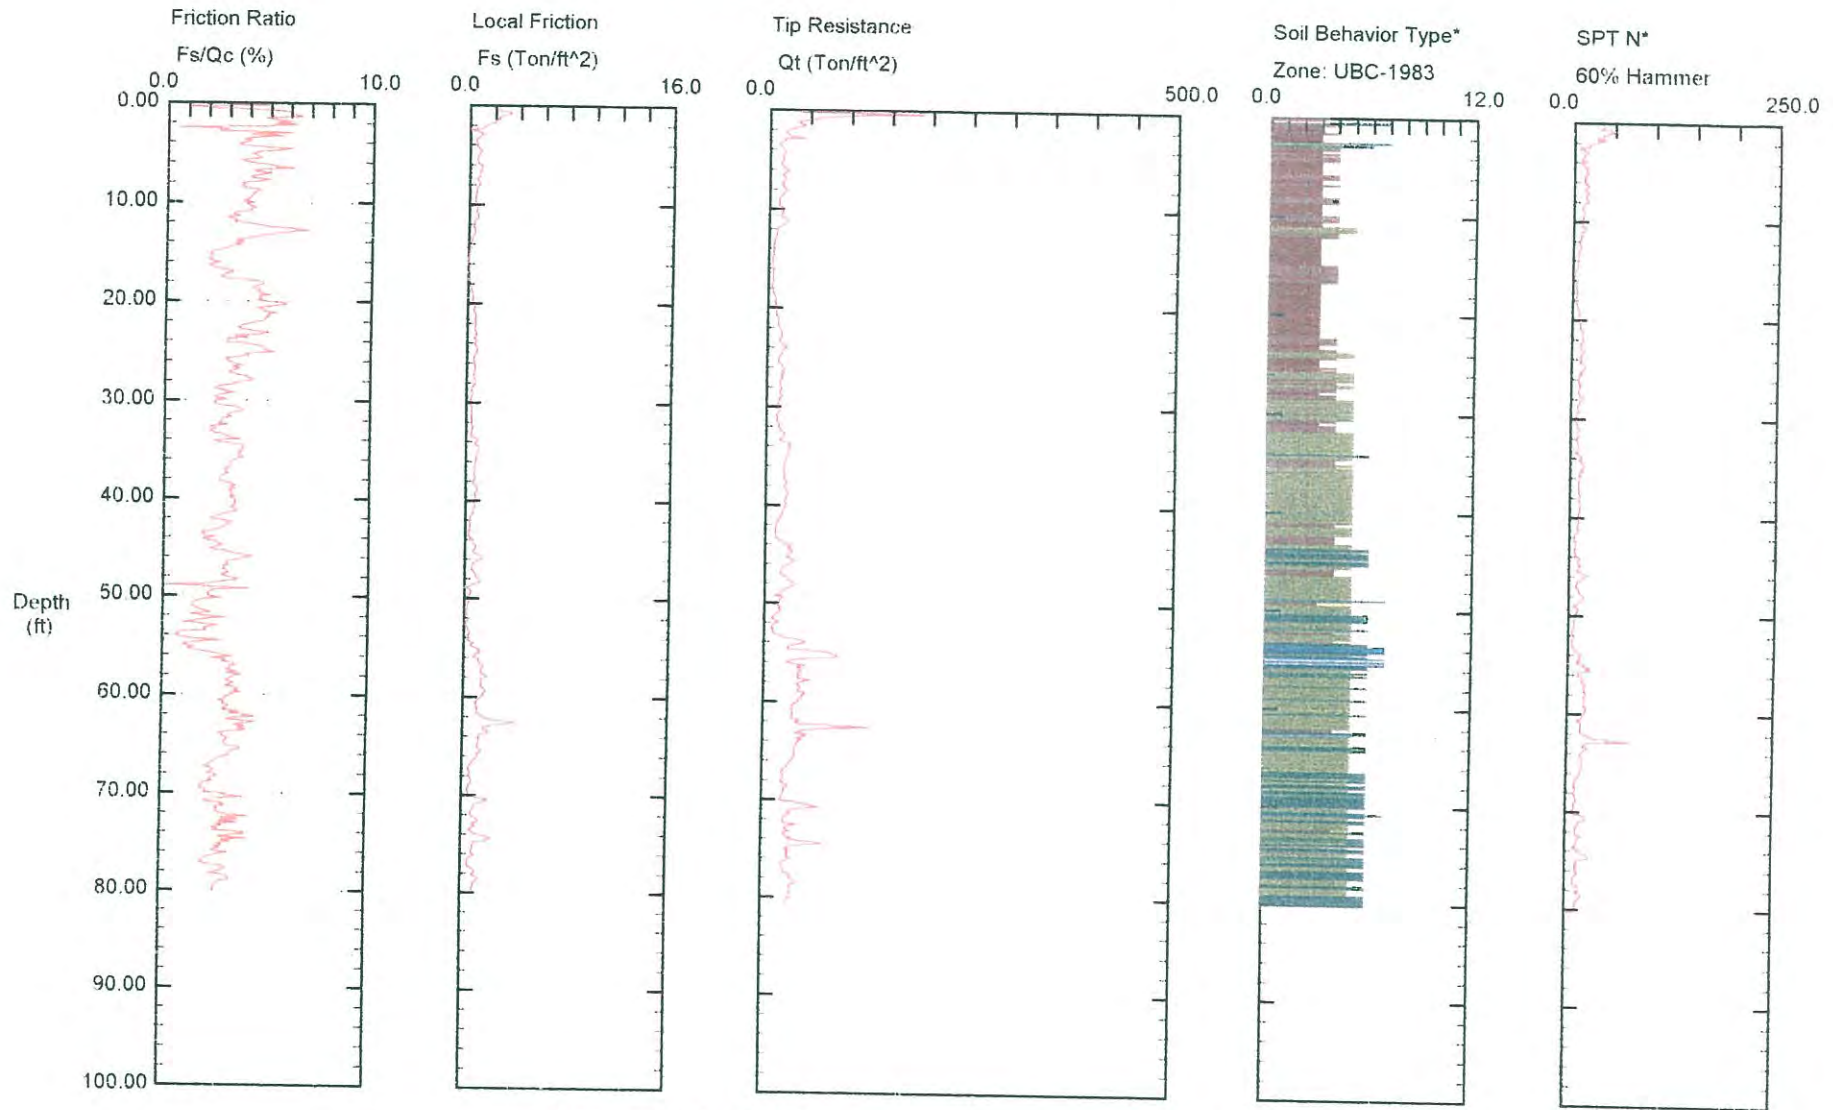 Friction Ratio
Fs/Qc (%)
0.0 10.0
Local Friction
Fs (Ton/ft^2)
0.0 16.0
Tip Resistance
Qt (Ton/ft^2)
0.0 500.0
Soil Behavior Type*
Zone: UBC-1983
0.0 12.0
SPT N*
60% Hammer
0.0 250.0
0.00
10.00
20.00
30.00
40.00
50.00
Depth
(ft)
60.00
70.00
80.00
90.00
100.00